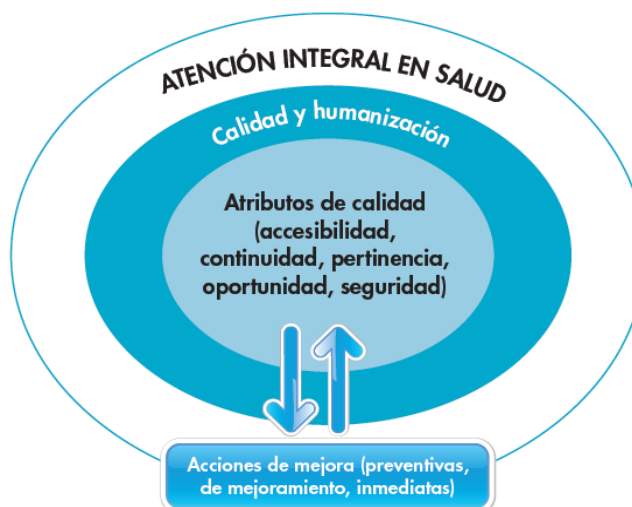 ATENCIÓN INTEGRAL EN SALUD
Calidad y humanización
Atributos de calidad
(accesibilidad,
continuidad, pertinencia,
oportunidad, seguridad)
Acciones de mejora (preventivas,
de mejoramiento, inmediatas)